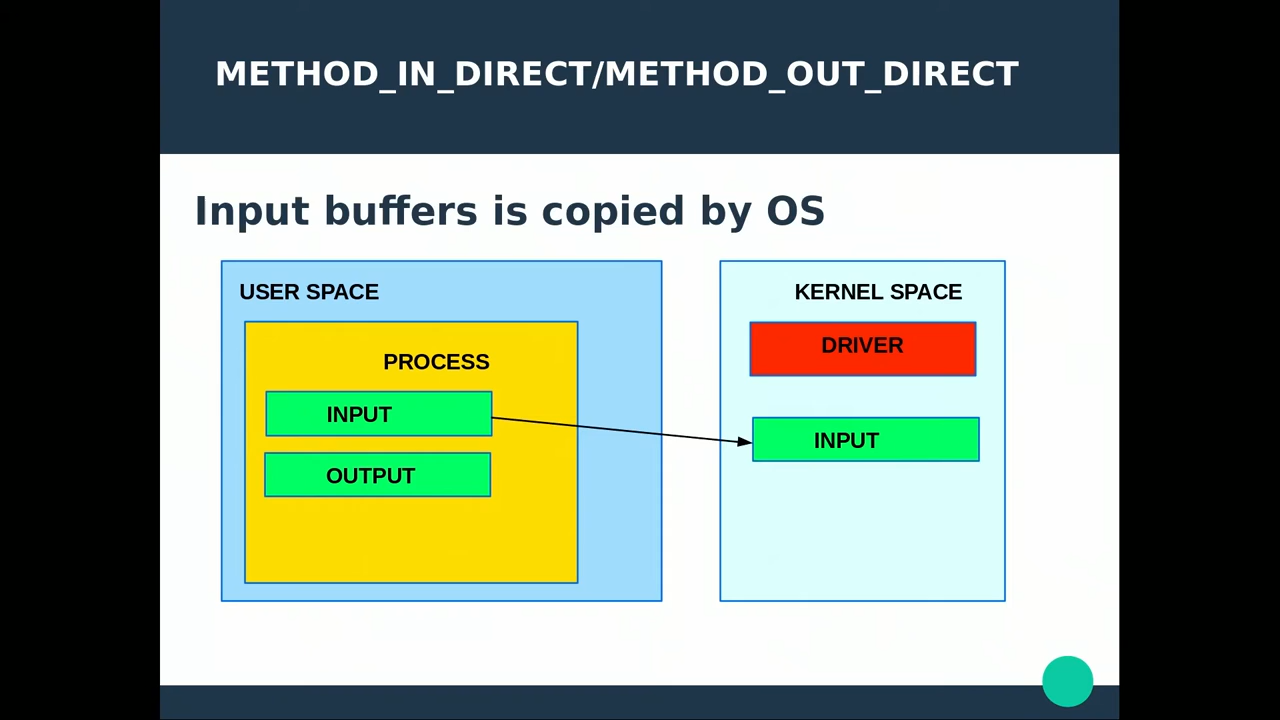 METHOD_IN_DIRECT/METHOD_OUT_DIRECT
Input buffers is copied by OS
USER SPACE
PROCESS
INPUT
OUTPUT
KERNEL SPACE
DRIVER
INPUT